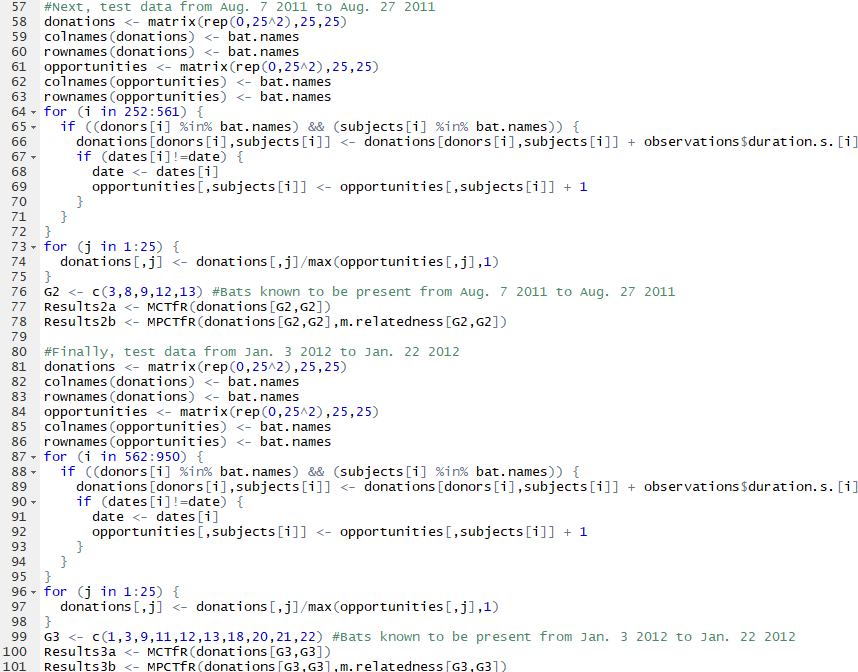 57 #Next, test data from Aug. 7 2011 to Aug. 27 2011
58 donations <- matrix(rep(0,25^2),25,25)
59 colnames(donations) <- bat.names
60 rownames(donations) <- bat.names
61 opportunities <- matrix(rep(0,25^2),25,25)
62 colnames(opportunities) <- bat.names
63 rownames(opportunities) <- bat.names
64 for (i in 252:561) {
65   if ((donors[i] %in% bat.names) && (subjects[i] %in% bat.names)) {
66     donations[donors[i],subjects[i]] <- donations[donors[i],subjects[i]] + observations$duration.s.[i]
67     if (dates[i]!=date) {
68       date <- dates[i]
69       opportunities[,subjects[i]] <- opportunities[,subjects[i]] + 1
70     }
71   }
72 }
73 for (j in 1:25) {
74   donations[,j] <- donations[,j]/max(opportunities[,j],1)
75 }
76 G2 <- c(3,8,9,12,13) #Bats known to be present from Aug. 7 2011 to Aug. 27 2011
77 Results2a <- MCTfR(donations[G2,G2])
78 Results2b <- MPCTfR(donations[G2,G2],m.relatedness[G2,G2])
79
80 #Finally, test data from Jan. 3 2012 to Jan. 22 2012
81 donations <- matrix(rep(0,25^2),25,25)
82 colnames(donations) <- bat.names
83 rownames(donations) <- bat.names
84 opportunities <- matrix(rep(0,25^2),25,25)
85 colnames(opportunities) <- bat.names
86 rownames(opportunities) <- bat.names
87 for (i in 562:950) {
88   if ((donors[i] %in% bat.names) && (subjects[i] %in% bat.names)) {
89     donations[donors[i],subjects[i]] <- donations[donors[i],subjects[i]] + observations$duration.s.[i]
90     if (dates[i]!=date) {
91       date <- dates[i]
92       opportunities[,subjects[i]] <- opportunities[,subjects[i]] + 1
93     }
94   }
95 }
96 for (j in 1:25) {
97   donations[,j] <- donations[,j]/max(opportunities[,j],1)
98 }
99 G3 <- c(1,3,9,11,12,13,18,20,21,22) #Bats known to be present from Jan. 3 2012 to Jan. 22 2012
100 Results3a <- MCTfR(donations[G3,G3])
101 Results3b <- MPCTfR(donations[G3,G3],m.relatedness[G3,G3])